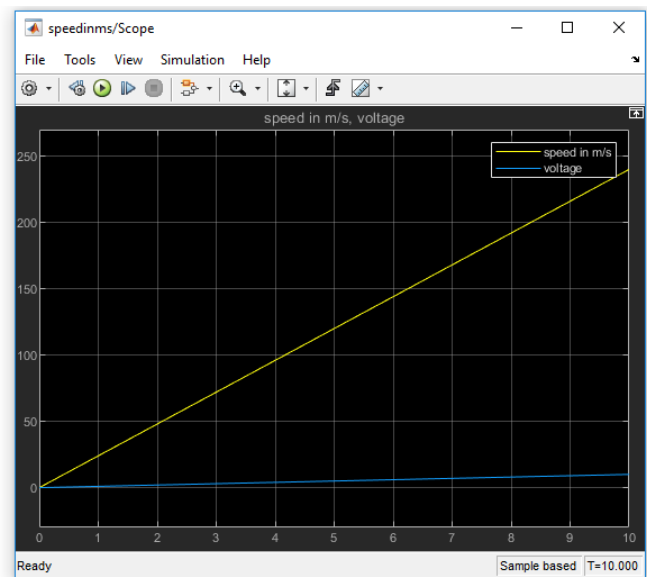 speedinms/Scope
File Tools View Simulation Help
speed in m/s, voltage
speed in m/s
voltage
250
200
150
100
50
0
0 1 2 3 4 5 6 7 8 9 10
Ready Sample based T=10.000